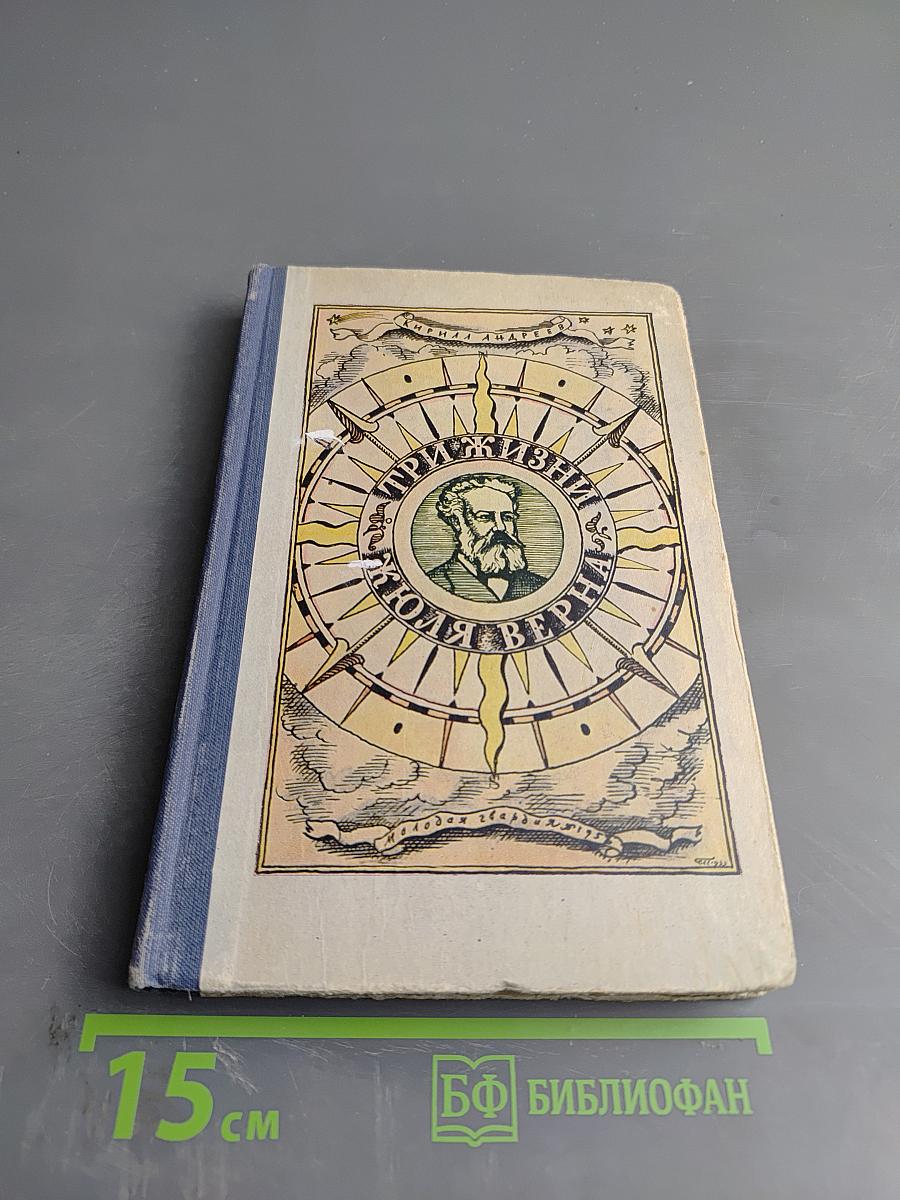 КИРИЛЛ АНДРЕЕВ
ТРИ ЖИЗНИ
ЖЮЛЯ ВЕРНА
Молодая гвардия
15 см
БФ БИБЛИОФАН